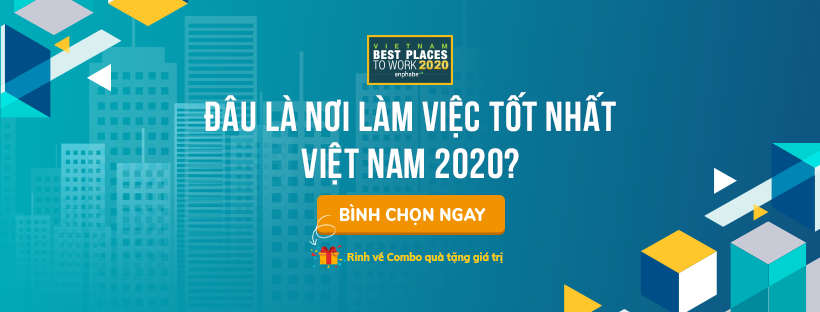 VIETNAM
BEST PLACES
TO WORK 2020
anphabe
ĐÂU LÀ NƠI LÀM VIỆC TỐT NHẤT
VIỆT NAM 2020?
BÌNH CHỌN NGAY
Rinh về Combo quà tặng giá trị